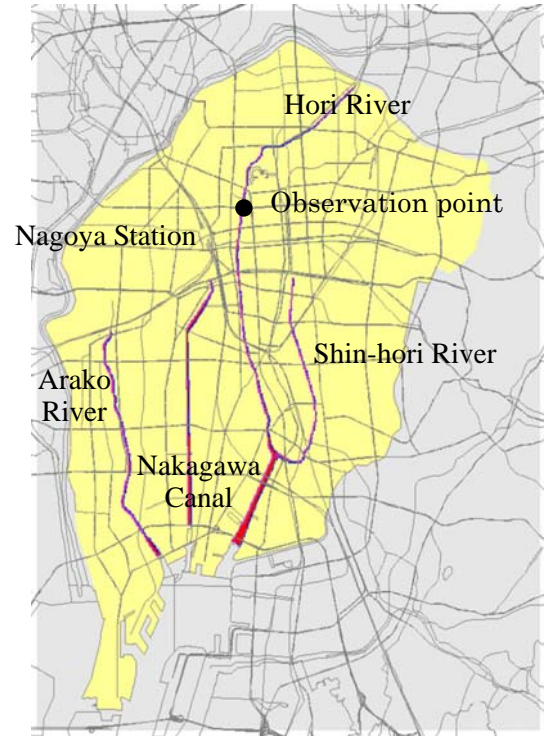 Hori River
Observation point
Nagoya Station
Shin-hori River
Arako
River
Nakagawa
Canal